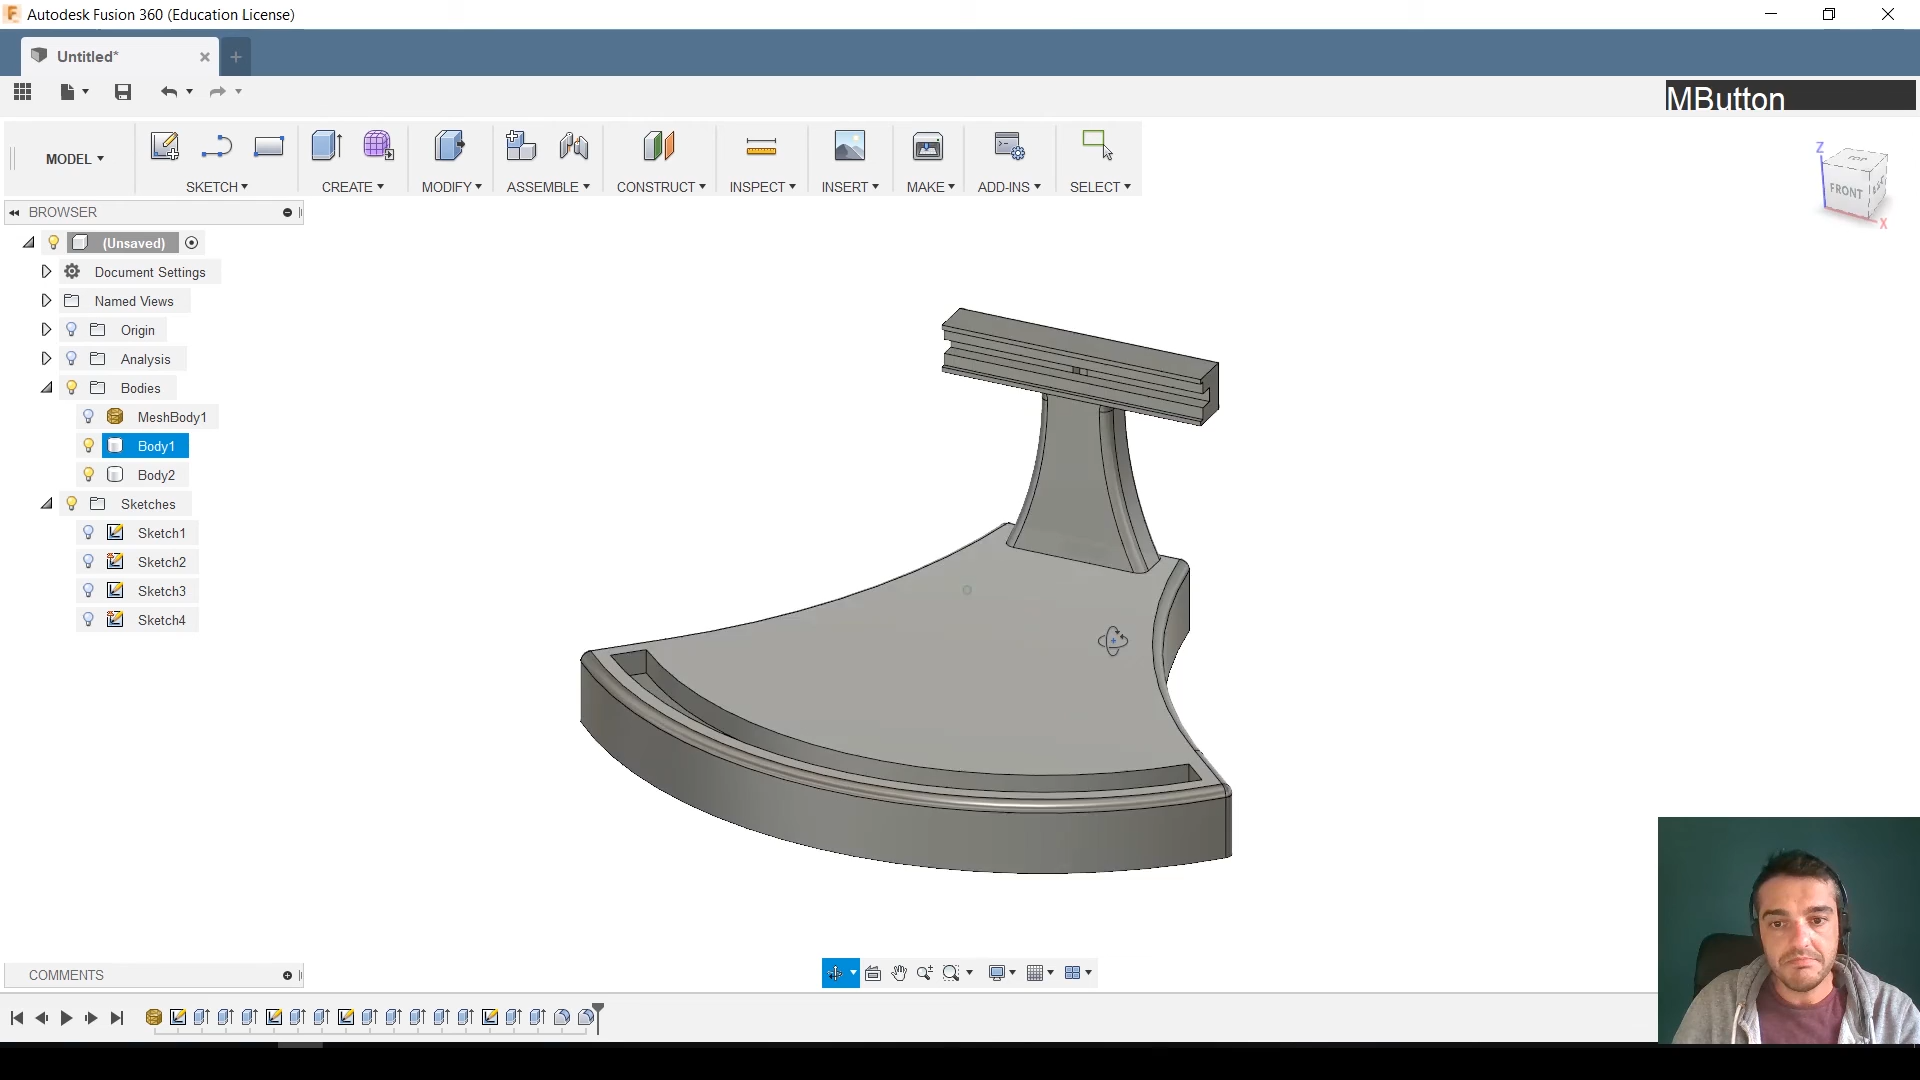 Autodesk Fusion 360 (Education License)
Untitled*
MButton
MODEL
SKETCH
CREATE
MODIFY
ASSEMBLE
CONSTRUCT
INSPECT
INSERT
MAKE
ADD-INS
SELECT
Z
TOP
FRONT
X
BROWSER
(Unsaved)
Document Settings
Named Views
Origin
Analysis
Bodies
MeshBody1
Body1
Body2
Sketches
Sketch1
Sketch2
Sketch3
Sketch4
COMMENTS